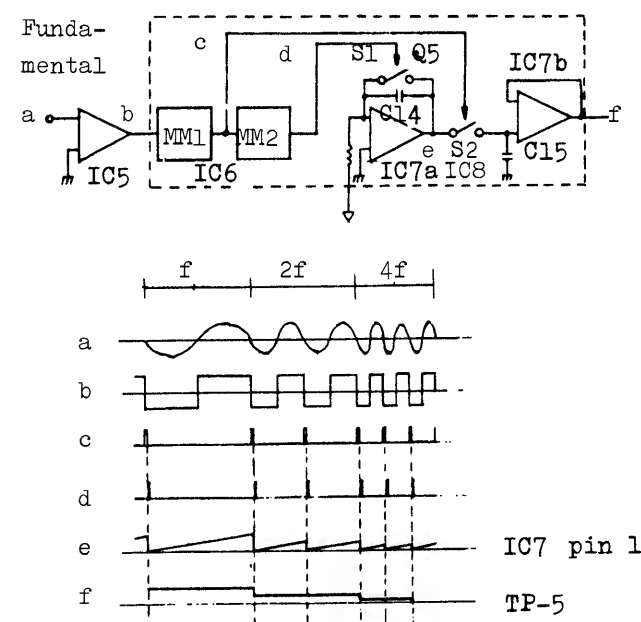 Funda-
mental
c
d
S1 Q5
IC7b
a
b
MM1
MM2
C14
f
IC5
IC6
e
S2
C15
IC7a
IC8
f 2f 4f
a
b
c
d
e
IC7 pin 1
f
TP-5